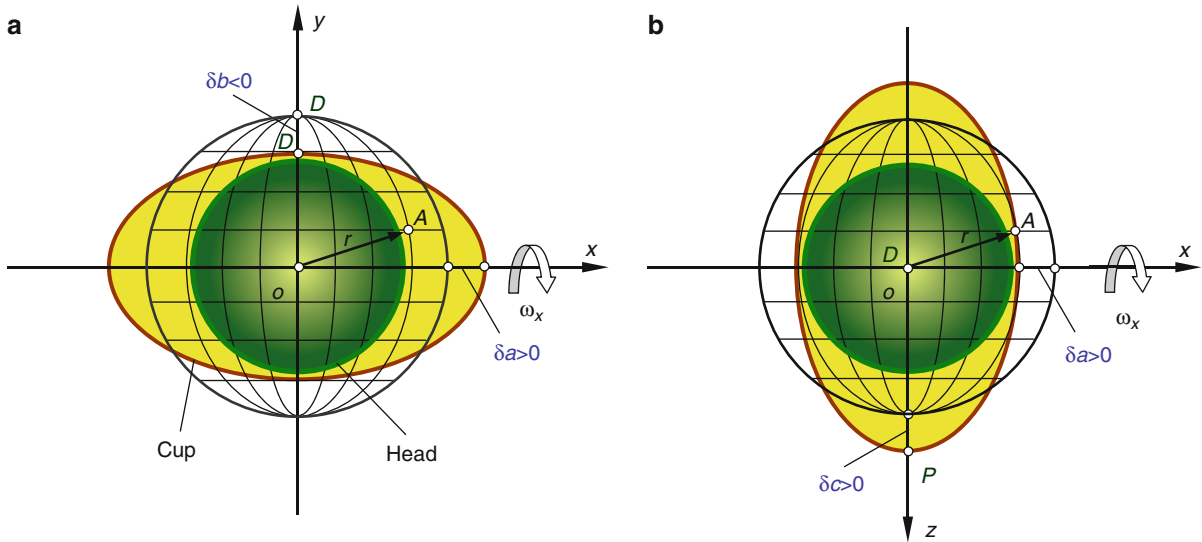 a
y
δb<0
D
D
A
r
x
o
ωx
δa>0
Cup
Head
b
A
r
D
x
o
ωx
δa>0
δc>0
P
z